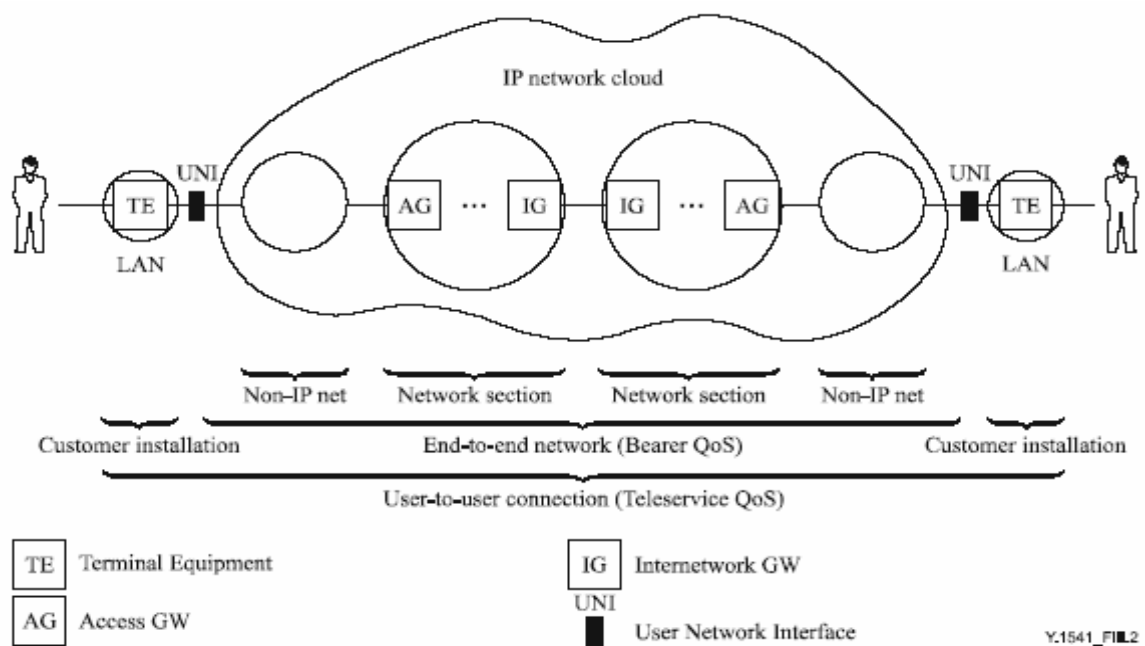 IP network cloud
UNI
UNI
TE
AG
...
IG
IG
...
AG
TE
LAN
LAN
Non-IP net
Network section
Network section
Non-IP net
Customer installation
End-to-end network (Bearer QoS)
Customer installation
User-to-user connection (Teleservice QoS)
TE
Terminal Equipment
IG
Internetwork GW
AG
Access GW
UNI
User Network Interface